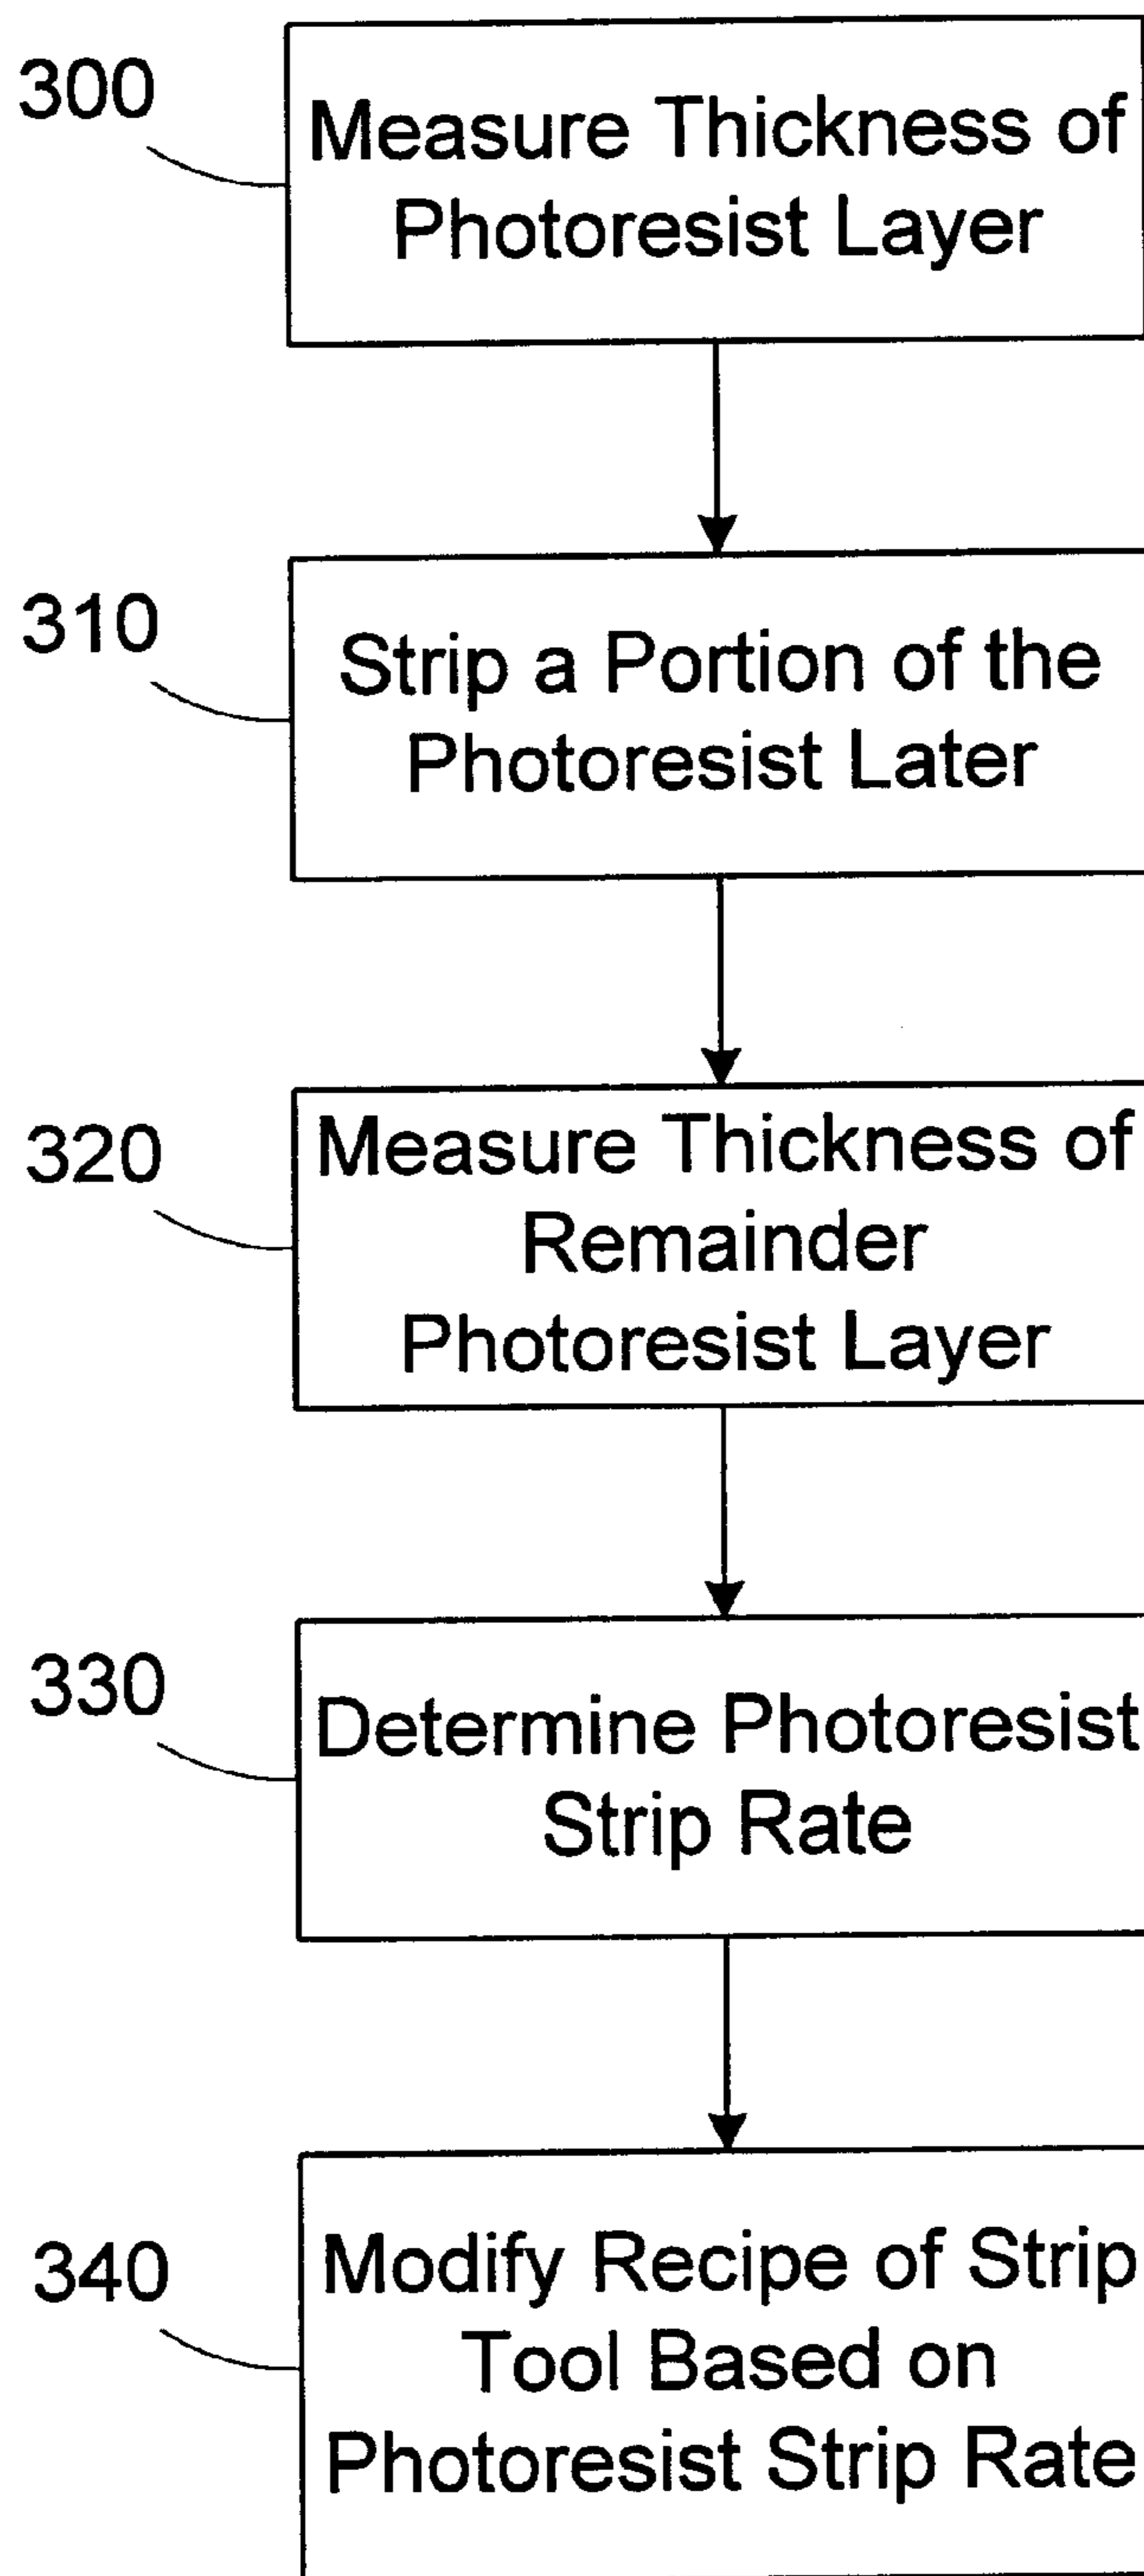 300
Measure Thickness of
Photoresist Layer
310
Strip a Portion of the
Photoresist Later
320
Measure Thickness of
Remainder
Photoresist Layer
330
Determine Photoresist
Strip Rate
340
Modify Recipe of Strip
Tool Based on
Photoresist Strip Rate